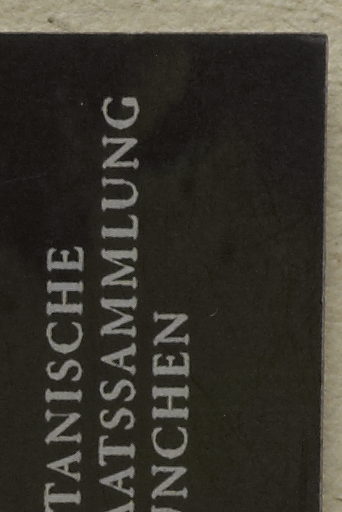 TANISCHE
AATSSAMMLUNG
ÜNCHEN